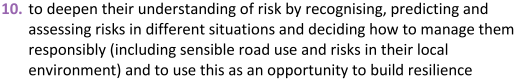 10. to deepen their understanding of risk by recognising, predicting and
assessing risks in different situations and deciding how to manage them
responsibly (including sensible road use and risks in their local
environment) and to use this as an opportunity to build resilience